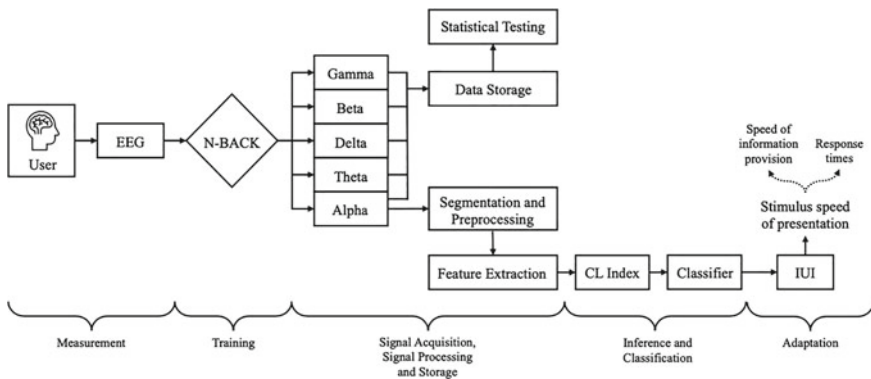 Statistical Testing
Gamma
Data Storage
Beta
User
EEG
N-BACK
Delta
Theta
Alpha
Segmentation and
Preprocessing
Feature Extraction
CL Index
Classifier
IUI
Stimulus speed
of presentation
Speed of
information
provision
Response
times
Measurement
Training
Signal Acquisition,
Signal Processing
and Storage
Inference and
Classification
Adaptation